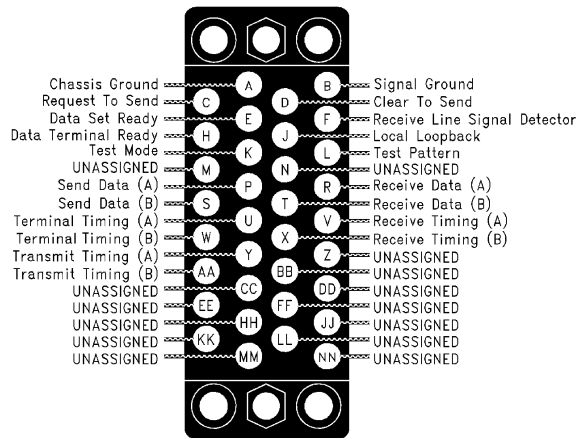 Chassis Ground A B Signal Ground
Request To Send C D Clear To Send
Data Set Ready E F Receive Line Signal Detector
Data Terminal Ready H J Local Loopback
Test Mode K L Test Pattern
UNASSIGNED M N UNASSIGNED
Send Data (A) P R Receive Data (A)
Send Data (B) S T Receive Data (B)
Terminal Timing (A) U V Receive Timing (A)
Terminal Timing (B) W X Receive Timing (B)
Transmit Timing (A) Y Z UNASSIGNED
Transmit Timing (B) AA BB UNASSIGNED
UNASSIGNED CC DD UNASSIGNED
UNASSIGNED EE FF UNASSIGNED
UNASSIGNED HH JJ UNASSIGNED
UNASSIGNED KK LL UNASSIGNED
UNASSIGNED MM NN UNASSIGNED